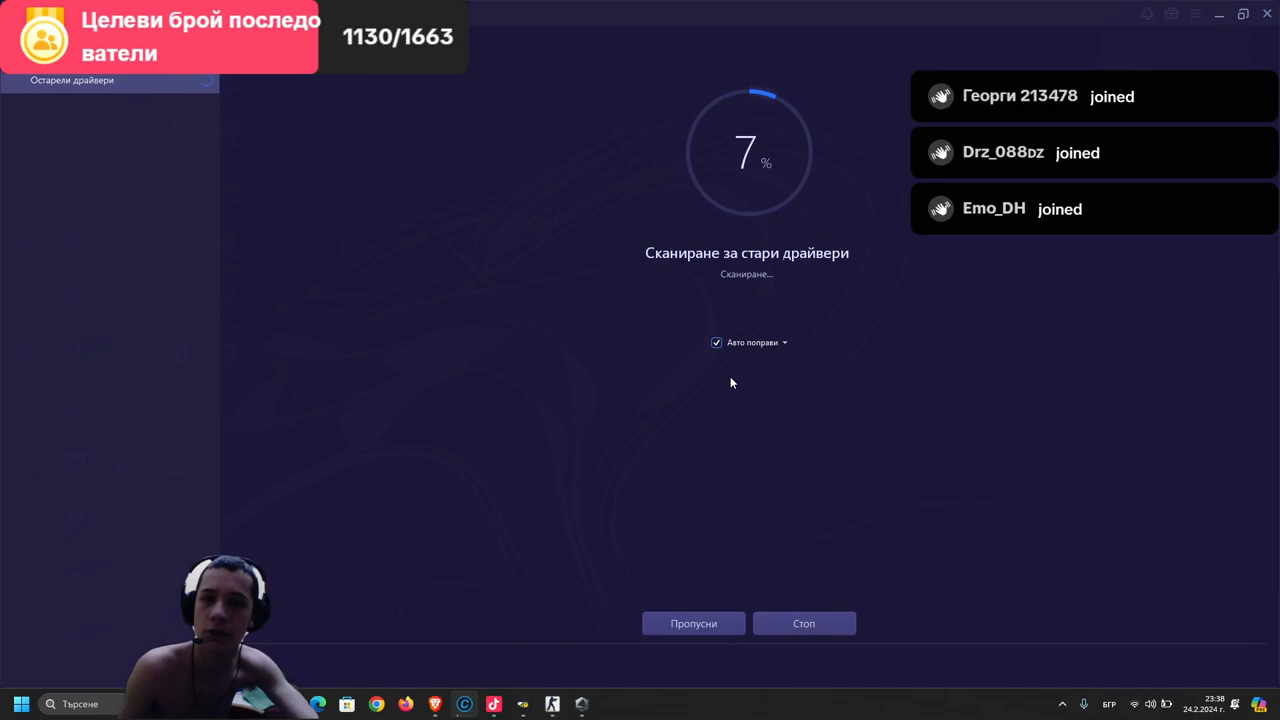 Целеви брой последо
ватели
1130/1663
Остарели драйвери
Георги 213478 joined
Drz_088DZ joined
Emo_DH joined
7 %
Сканиране за стари драйвери
Сканиране...
Авто поправи
Пропусни
Стоп
Търсене
БГР
23:38
24.2.2024 г.